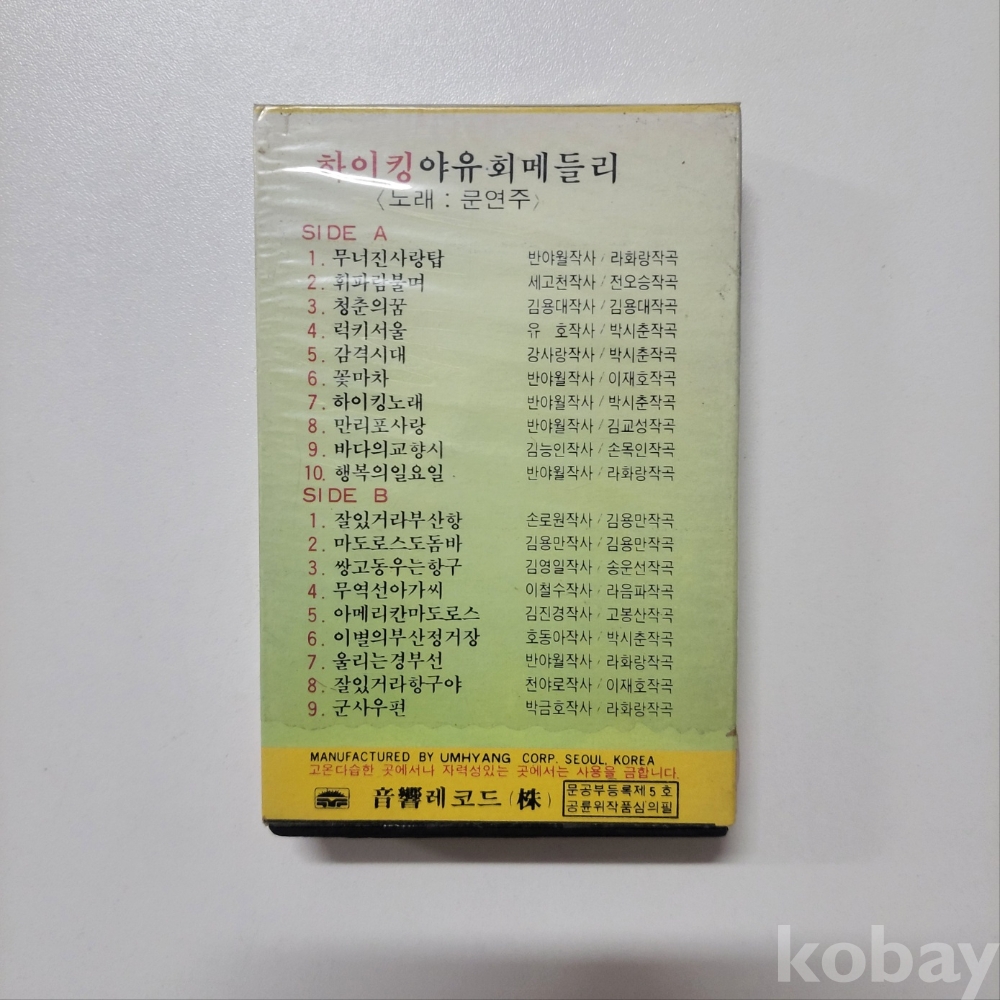 하이킹야유회메들리
〈노래 : 문연주〉
SIDE A
1. 무너진사랑탑 반야월작사/라화랑작곡
2. 휘파람불며 세고천작사/전오승작곡
3. 청춘의꿈 김용대작사/김용대작곡
4. 럭키서울 유 호작사/박시춘작곡
5. 감격시대 강사랑작사/박시춘작곡
6. 꽃마차 반야월작사/이재호작곡
7. 하이킹노래 반야월작사/박시춘작곡
8. 만리포사랑 반야월작사/김교성작곡
9. 바다의교향시 김능인작사/손목인작곡
10. 행복의일요일 반야월작사/라화랑작곡
SIDE B
1. 잘있거라부산항 손로원작사/김용만작곡
2. 마도로스도돔바 김용만작사/김용만작곡
3. 쌍고동우는항구 김영일작사/송운선작곡
4. 무역선아가씨 이철수작사/라음파작곡
5. 아메리칸마도로스 김진경작사/고봉산작곡
6. 이별의부산정거장 호동아작사/박시춘작곡
7. 울리는경부선 반야월작사/라화랑작곡
8. 잘있거라항구야 천야로작사/이재호작곡
9. 군사우편 박금호작사/라화랑작곡
MANUFACTURED BY UMHYANG CORP. SEOUL, KOREA
고온다습한 곳에서나 자력성있는 곳에서는 사용을 금합니다.
音響레코드(株)
문공부등록제5호
공륜위작품심의필
kobay